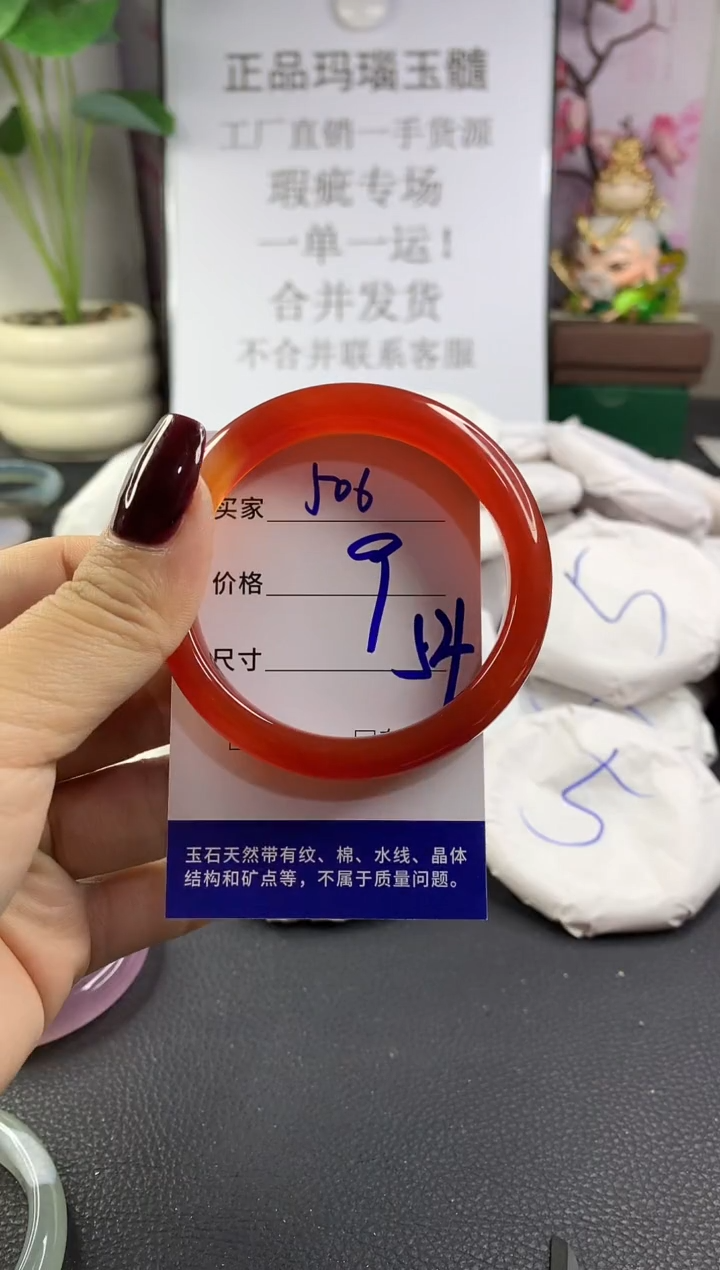 正品玛瑙玉髓
工厂直销一手货源
瑕疵专场
一单一运！
合并发货
不合并联系客服
买家 506
价格 9
尺寸 54
玉石天然带有纹、棉、水线、晶体
结构和矿点等，不属于质量问题。
5
5